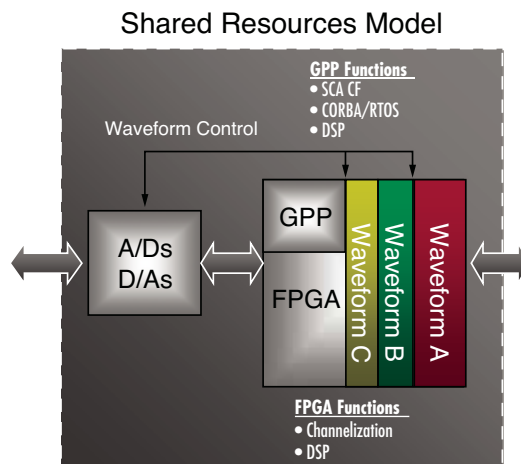 Shared Resources Model
GPP Functions
• SCA CF
• CORBA/RTOS
• DSP
Waveform Control
A/Ds
D/As
GPP
FPGA
Waveform C
Waveform B
Waveform A
FPGA Functions
• Channelization
• DSP